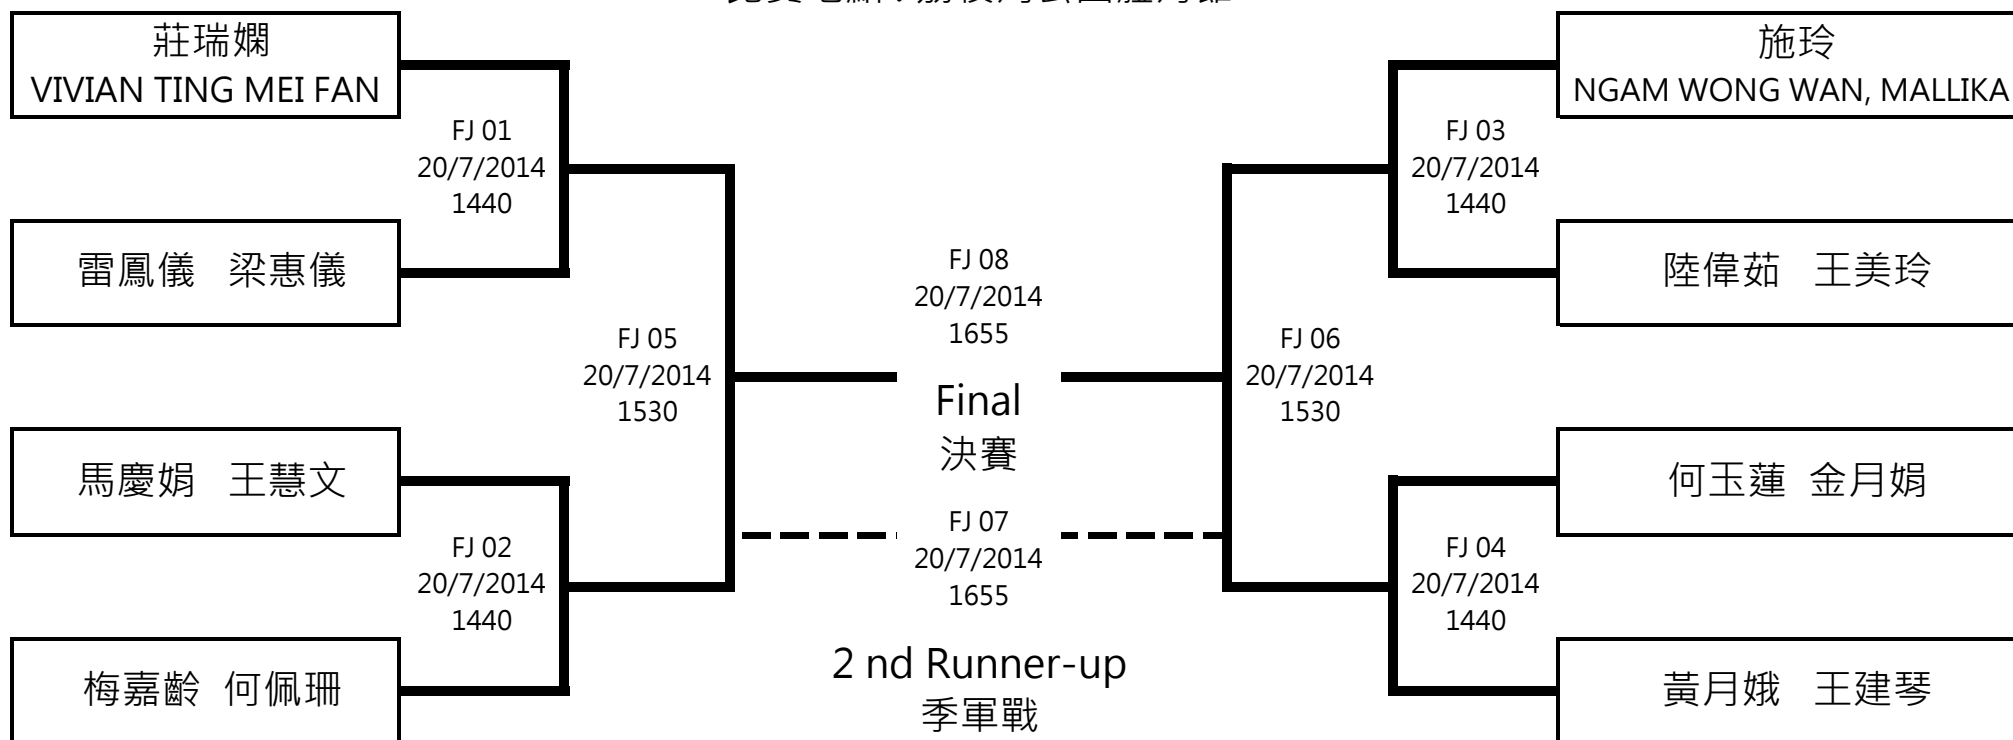 莊瑞嫻
VIVIAN TING MEI FAN
FJ 01
20/7/2014
1440
雷鳳儀 梁惠儀
FJ 05
20/7/2014
1530
馬慶娟 王慧文
FJ 02
20/7/2014
1440
梅嘉齡 何佩珊
FJ 08
20/7/2014
1655
Final
決賽
FJ 07
20/7/2014
1655
2 nd Runner-up
季軍戰
施玲
NGAM WONG WAN, MALLIKA
FJ 03
20/7/2014
1440
陸偉茹 王美玲
FJ 06
20/7/2014
1530
何玉蓮 金月娟
FJ 04
20/7/2014
1440
黃月娥 王建琴